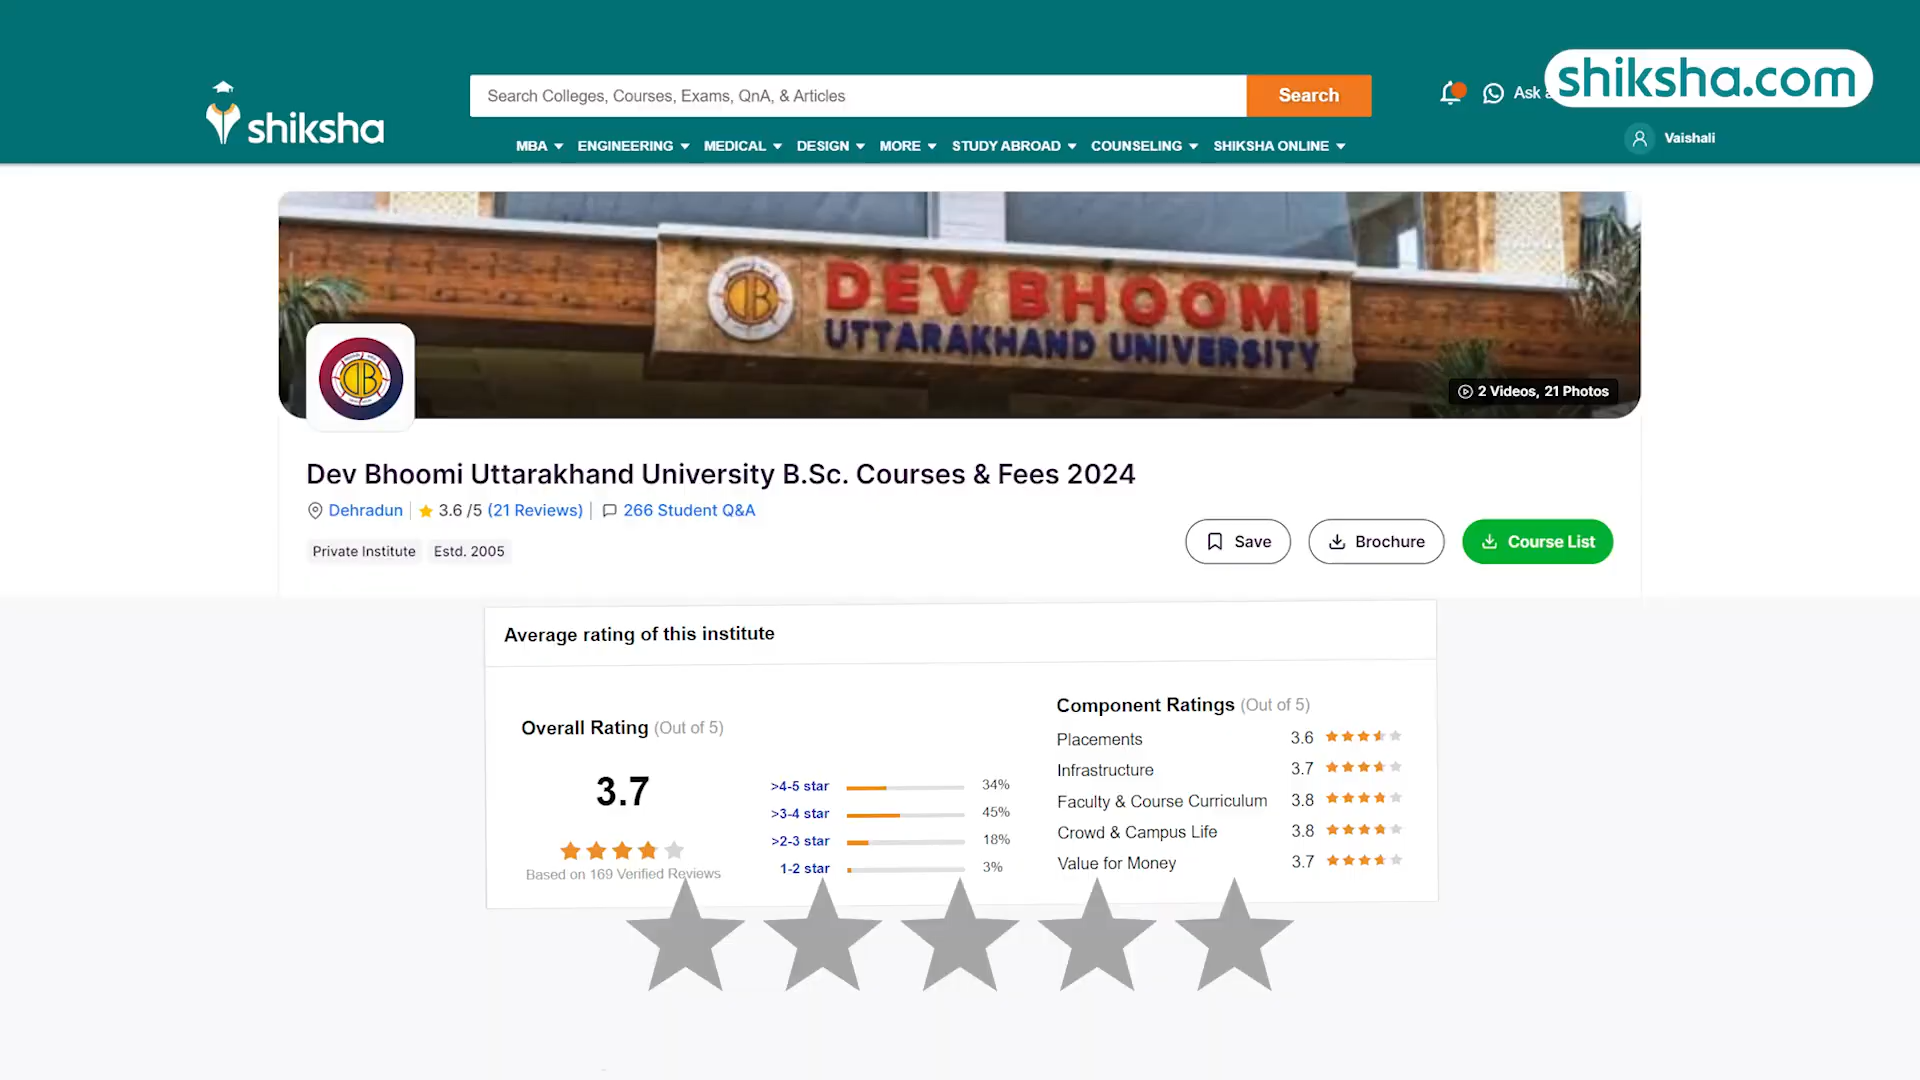 shiksha
Search Colleges, Courses, Exams, QnA, & Articles
Search
Ask a
shiksha.com
MBA
ENGINEERING
MEDICAL
DESIGN
MORE
STUDY ABROAD
COUNSELING
SHIKSHA ONLINE
Vaishali
DEV BHOOMI
UTTARAKHAND UNIVERSITY
2 Videos, 21 Photos
Dev Bhoomi Uttarakhand University B.Sc. Courses & Fees 2024
Dehradun
3.6 /5 (21 Reviews)
266 Student Q&A
Private Institute
Estd. 2005
Save
Brochure
Course List
Average rating of this institute
Overall Rating (Out of 5)
3.7
Based on 169 Verified Reviews
>4-5 star 34%
>3-4 star 45%
>2-3 star 18%
1-2 star 3%
Component Ratings (Out of 5)
Placements 3.6
Infrastructure 3.7
Faculty & Course Curriculum 3.8
Crowd & Campus Life 3.8
Value for Money 3.7